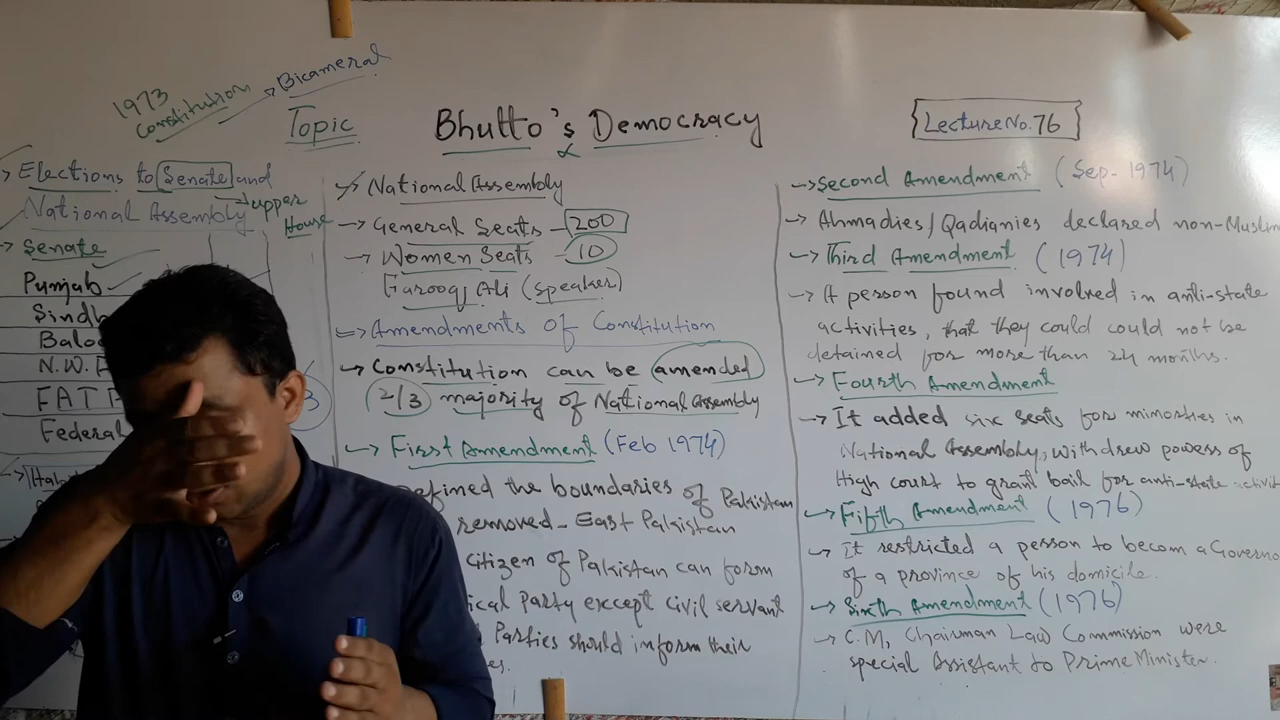 1973
Constitution → Bicameral
Topic
Bhutto's Democracy
Lecture No. 76
Elections to Senate and
National Assembly
→ upper
House
→ Senate
Punjab
Sindh
Balo
N.W.F
FAT
Federal
3
→ National Assembly
→ General Seats - 200
→ Women Seats - 10
Farooq Ali (speaker)
→ Amendments of Constitution
→ Constitution can be amended
2/3 majority of National Assembly
→ First Amendment (Feb 1974)
efined the boundaries of Pakistan
removed - East Pakistan
citizen of Pakistan can form
ical Party except civil servant
Parties should inform their
es.
→ Second Amendment (Sep- 1974)
→ Ahmadies/Qadianies declared non-Muslim
→ Third Amendment (1974)
→ A person found involved in anti-state
activities, that they could could not be
detained for more than 24 months.
→ Fourth Amendment
→ It added six seats for minorities in
National Assembly, withdrew powers of
High court to grant bail for anti-state activit
→ Fifth Amendment (1976)
→ It restricted a person to becom a Governo
of a province of his domicile.
→ Sixth Amendment (1976)
→ C.M, Chairman Law Commission were
special Assistant to Prime Minister.